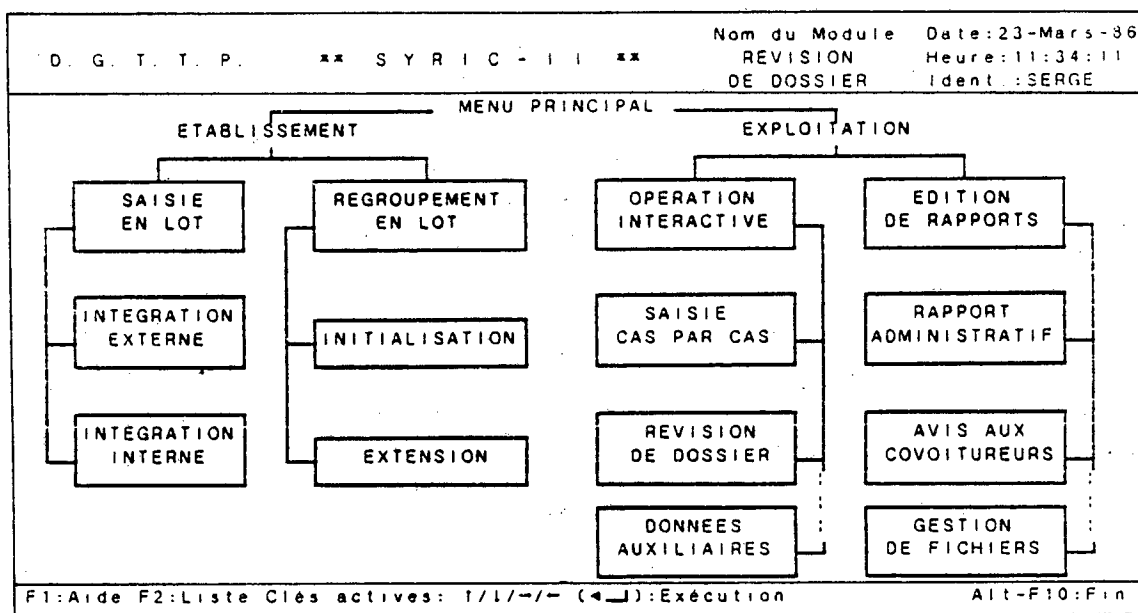 Nom du Module Date:23-Mars-86
D. G. T. T. P. ** S Y R I C - I I ** REVISION Heure:11:34:11
DE DOSSIER Ident.:SERGE
MENU PRINCIPAL
ETABLISSEMENT EXPLOITATION
SAISIE EN LOT
REGROUPEMENT EN LOT
OPERATION INTERACTIVE
EDITION DE RAPPORTS
INTEGRATION EXTERNE
INITIALISATION
SAISIE CAS PAR CAS
RAPPORT ADMINISTRATIF
INTEGRATION INTERNE
EXTENSION
REVISION DE DOSSIER
AVIS AUX COVOITUREURS
DONNEES AUXILIAIRES
GESTION DE FICHIERS
F1:Aide F2:Liste Clés actives: ↑/↓/→/← (◄─┘):Exécution Alt-F10:Fin